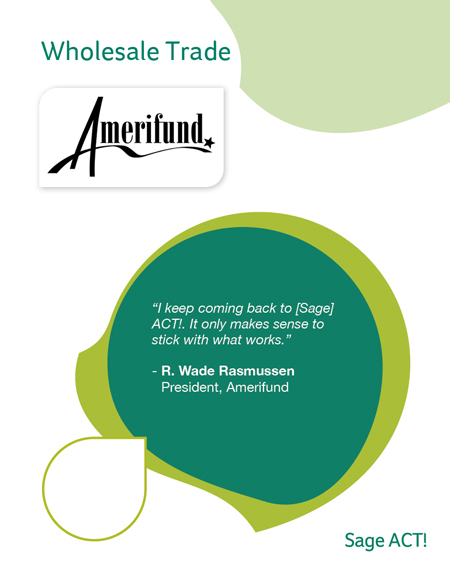 Wholesale Trade
Amerifund
“I keep coming back to [Sage]
ACT!. It only makes sense to
stick with what works.”
- R. Wade Rasmussen
President, Amerifund
Sage ACT!